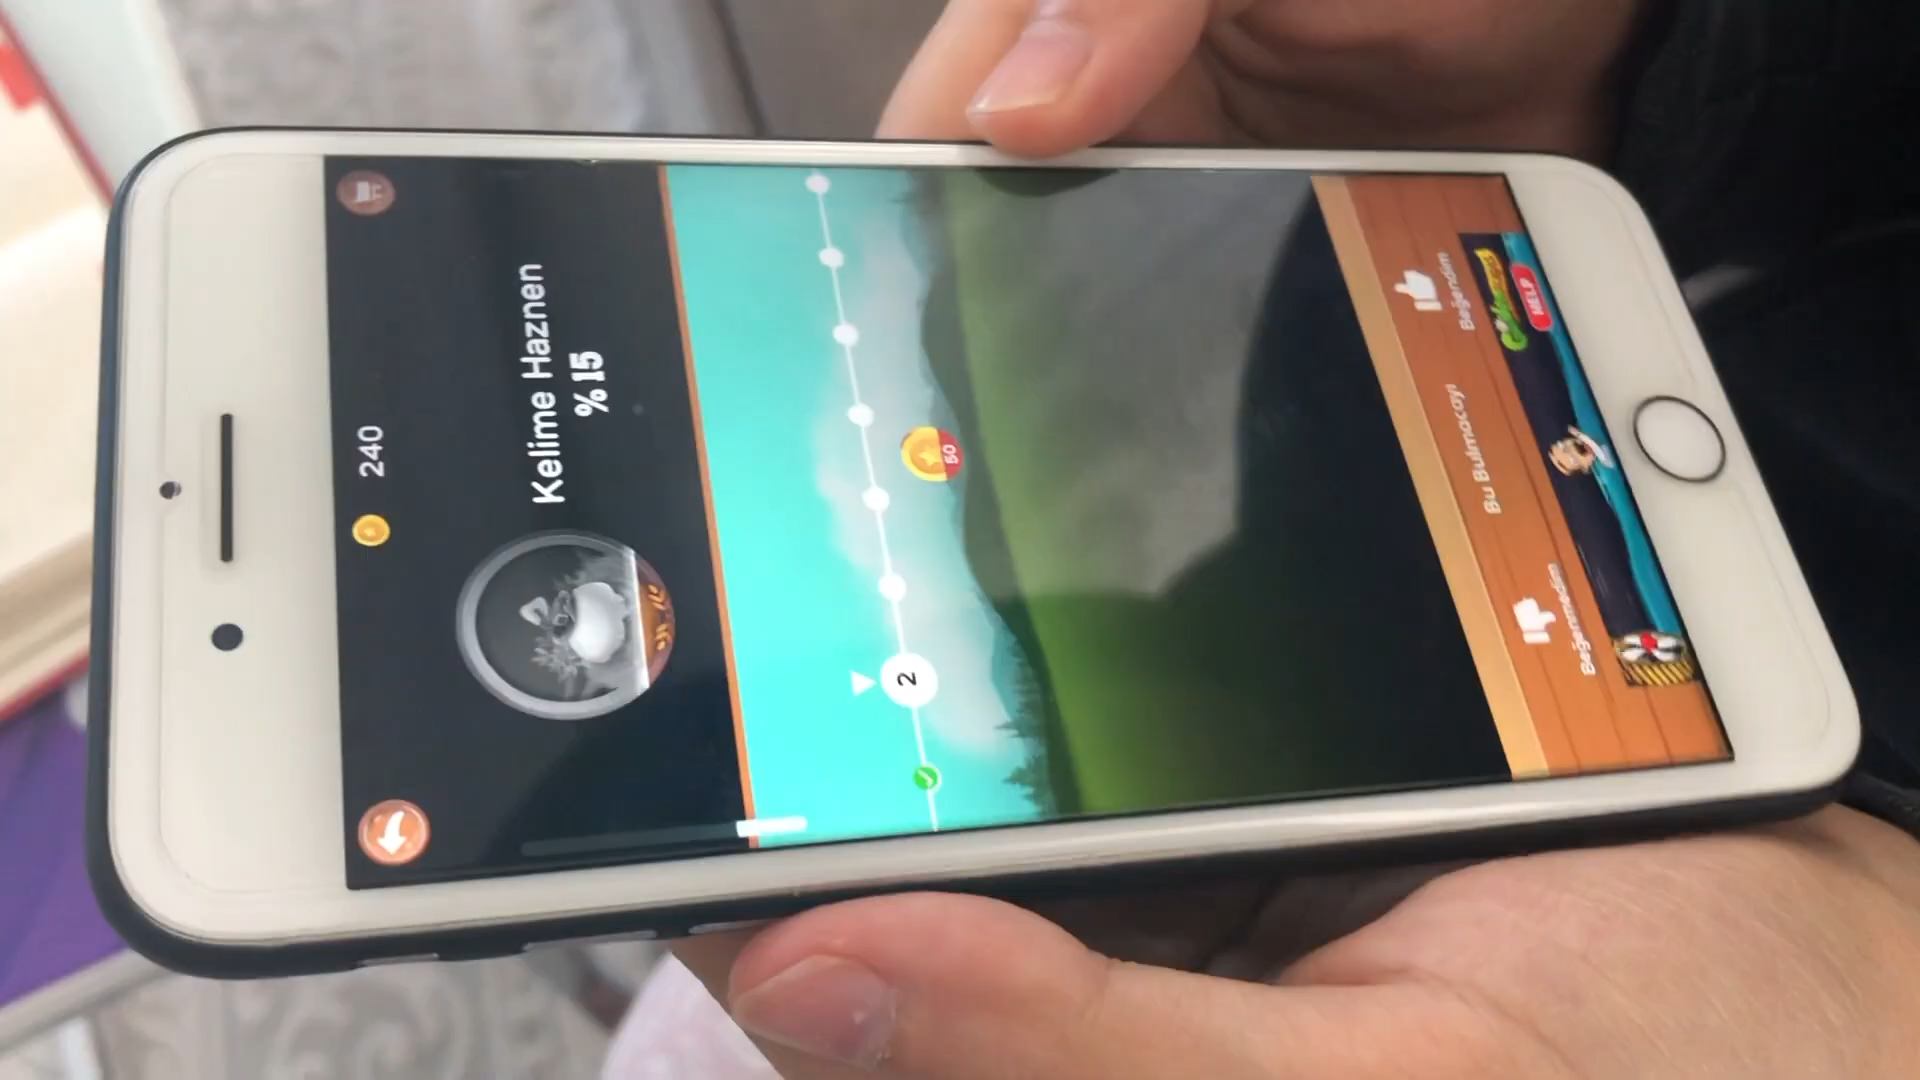 240
Kelime Haznen
% 15
2
50
Bu Bulmacayı
Beğenmedim
Beğendim
HELP